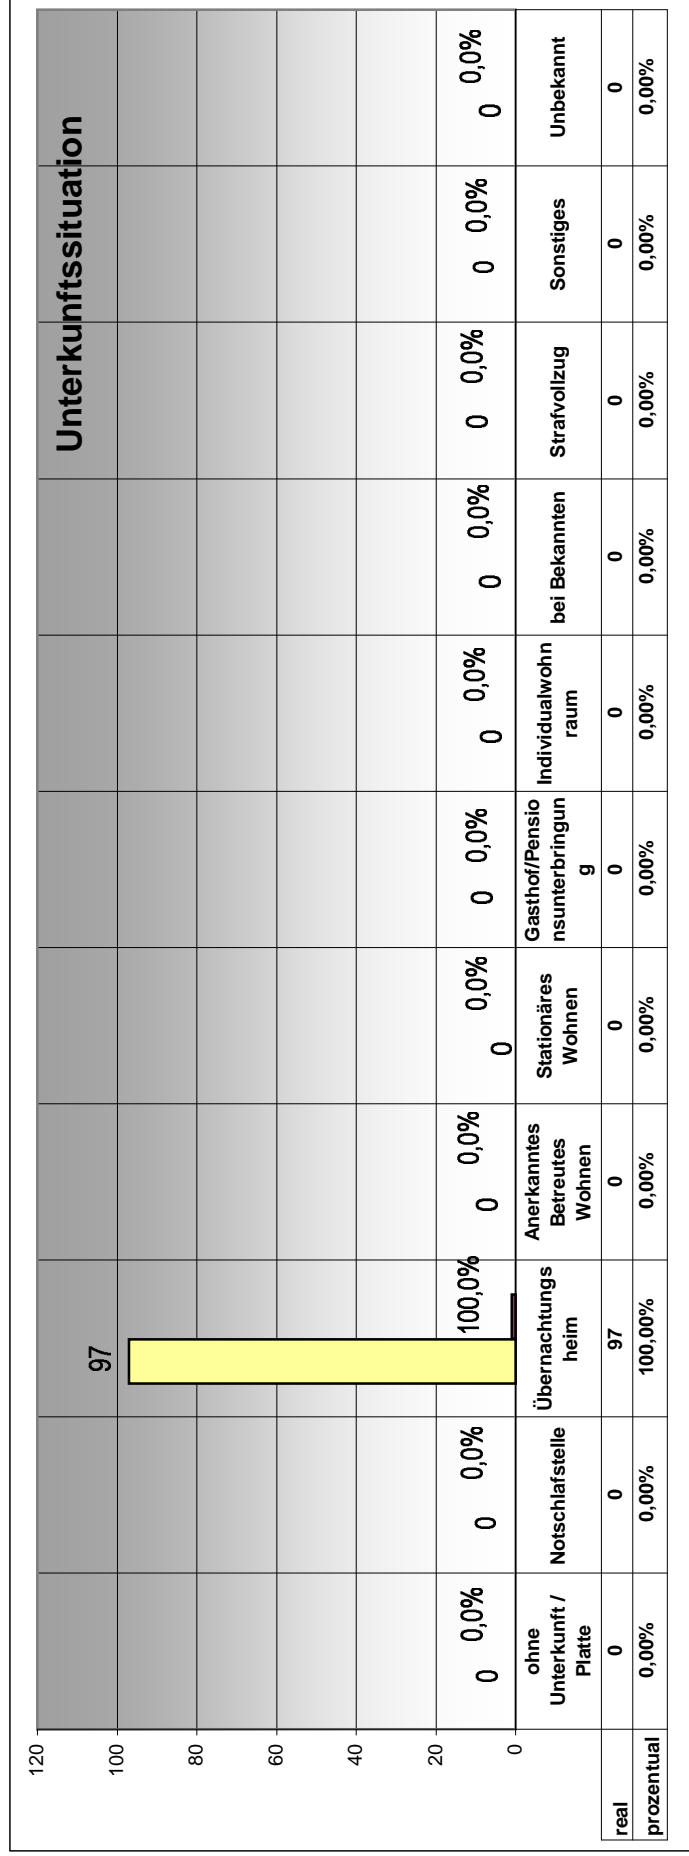 Unterkunftssituation
120
100
80
60
40
20
0
97
0 0,0%
0 0,0%
100,0%
0 0,0%
0 0,0%
0 0,0%
0 0,0%
0 0,0%
0 0,0%
0 0,0%
0 0,0%
ohne
Unterkunft /
Platte
Notschlafstelle
Übernachtungs
heim
Anerkanntes
Betreutes
Wohnen
Stationäres
Wohnen
Gasthof/Pensio
nsunterbringun
g
Individualwohn
raum
bei Bekannten
Strafvollzug
Sonstiges
Unbekannt
real 0 0 97 0 0 0 0 0 0 0 0
prozentual 0,00% 0,00% 100,00% 0,00% 0,00% 0,00% 0,00% 0,00% 0,00% 0,00% 0,00%